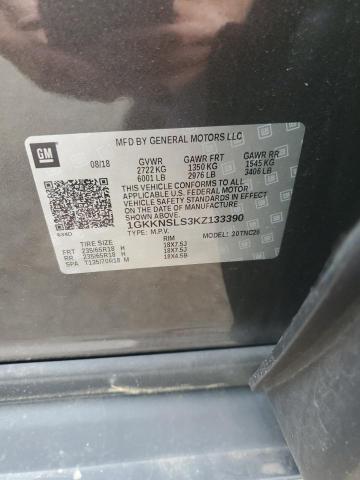 MFD BY GENERAL MOTORS LLC
GM
08/18 GVWR GAWR FRT GAWR RR
2722 KG 1350 KG 1545 KG
6001 LB 2976 LB 3406 LB
THIS VEHICLE CONFORMS TO ALL APPLICABLE
U.S. FEDERAL MOTOR VEHICLE SAFETY
AND THEFT PREVENTION STANDARDS IN EFFECT ON
THE DATE OF MANUFACTURE SHOWN ABOVE.
1GKKNSLS3KZ133390
TYPE: M.P.V. MODEL: 20TNC26
TIRE SIZE RIM
FRT 235/65R18 H 18X7.5J
RR 235/65R18 H 18X7.5J
SPA T135/70R18 M 18X4.5B